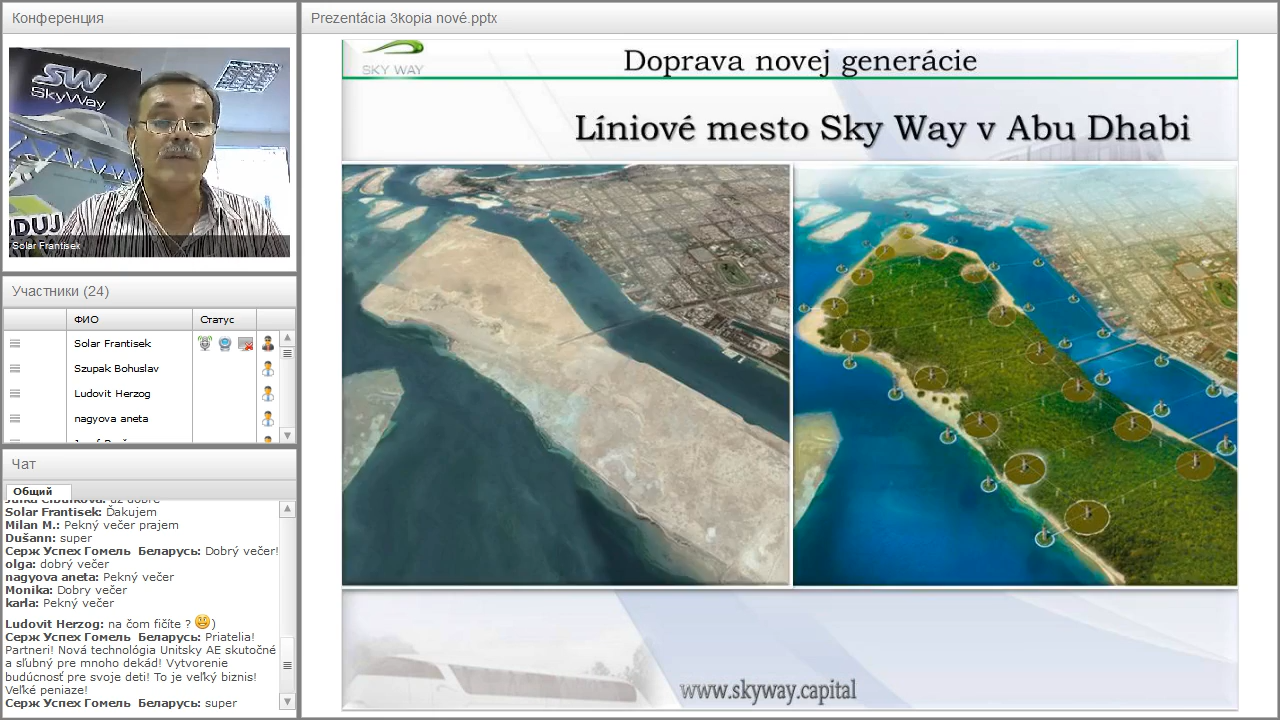 Конференция
SW
SkyWay
DUJ
Solar Frantisek
Участники (24)
ФИО
Статус
Solar Frantisek
Szupak Bohuslav
Ludovit Herzog
nagyova aneta
Чат
Общий
Solar Frantisek: Ďakujem
Milan M.: Pekný večer prajem
Dušann: super
Серж Успех Гомель Беларусь: Dobrý večer!
olga: dobrý večer
nagyova aneta: Pekný večer
Monika: Dobry večer
karla: Pekný večer
Ludovit Herzog: na čom fičíte ? )
Серж Успех Гомель Беларусь: Priatelia!
Partneri! Nová technológia Unitsky AE skutočné
a sľubný pre mnoho dekád! Vytvorenie
budúcnosť pre svoje deti! To je veľký biznis!
Veľké peniaze!
Серж Успех Гомель Беларусь: super
Prezentácia 3kopia nové.pptx
SKY WAY
Doprava novej generácie
Líniové mesto Sky Way v Abu Dhabi
www.skyway.capital